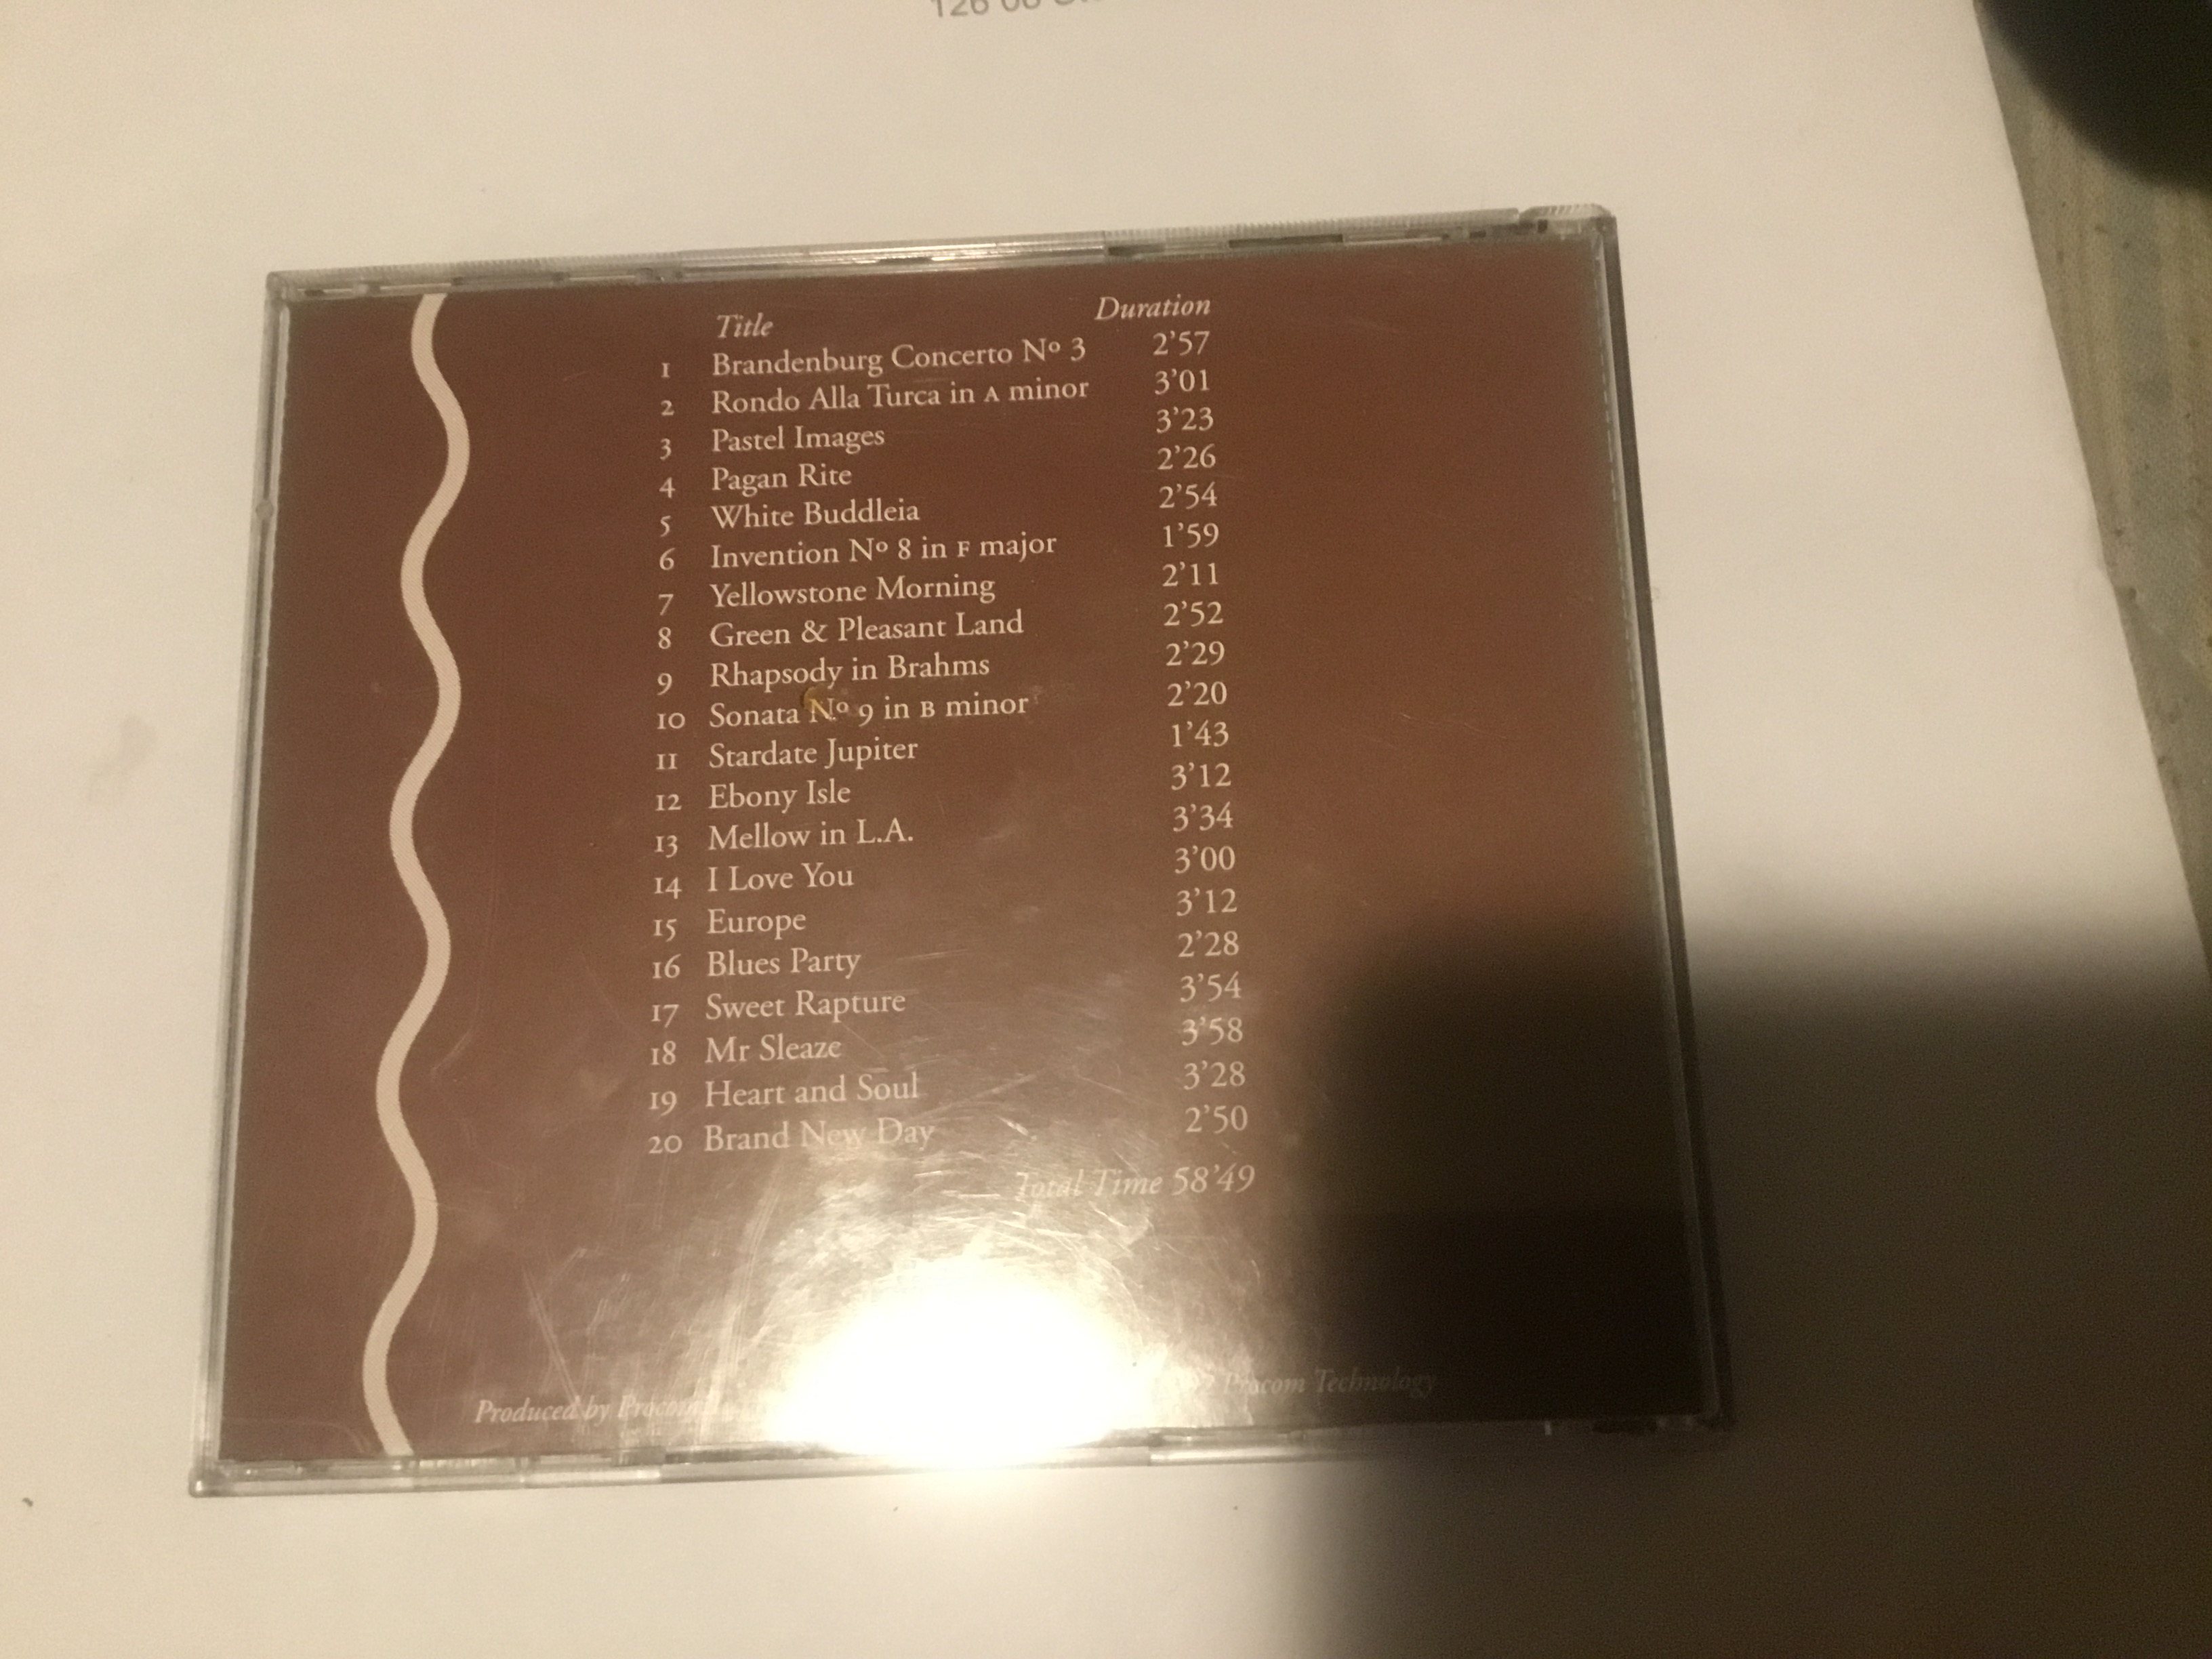 126 06
Title Duration
1 Brandenburg Concerto Nº 3 2'57
2 Rondo Alla Turca in A minor 3'01
3 Pastel Images 3'23
4 Pagan Rite 2'26
5 White Buddleia 2'54
6 Invention Nº 8 in F major 1'59
7 Yellowstone Morning 2'11
8 Green & Pleasant Land 2'52
9 Rhapsody in Brahms 2'29
10 Sonata Nº 9 in B minor 2'20
11 Stardate Jupiter 1'43
12 Ebony Isle 3'12
13 Mellow in L.A. 3'34
14 I Love You 3'00
15 Europe 3'12
16 Blues Party 2'28
17 Sweet Rapture 3'54
18 Mr Sleaze 3'58
19 Heart and Soul 3'28
20 Brand New Day 2'50
Total Time 58'49
Produced by Procom Procom Technology